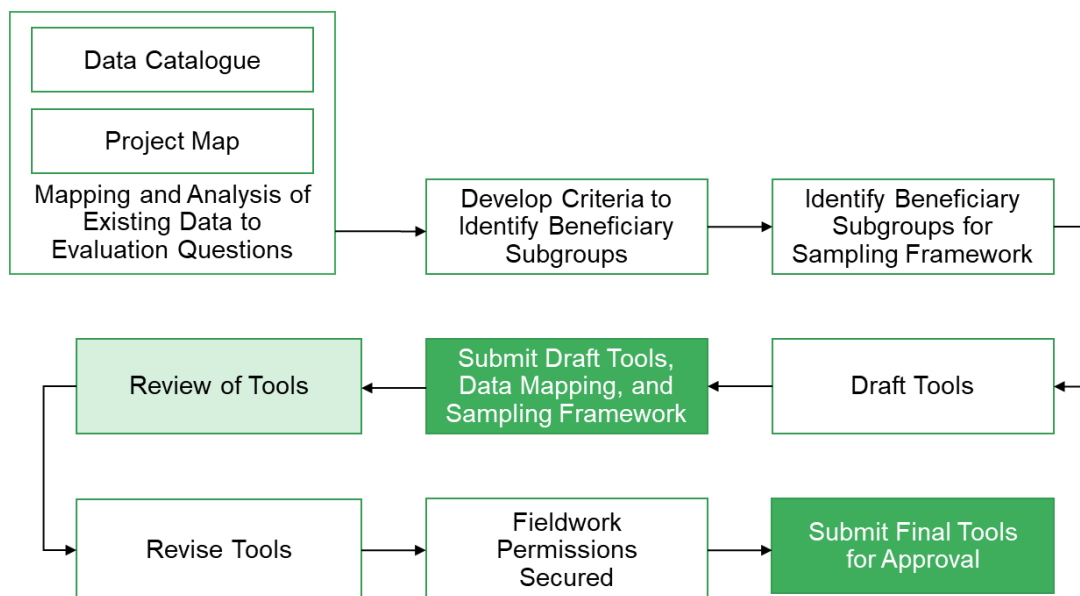 Data Catalogue
Project Map
Mapping and Analysis of
Existing Data to
Evaluation Questions
Develop Criteria to
Identify Beneficiary
Subgroups
Identify Beneficiary
Subgroups for
Sampling Framework
Review of Tools
Submit Draft Tools,
Data Mapping, and
Sampling Framework
Draft Tools
Revise Tools
Fieldwork
Permissions
Secured
Submit Final Tools
for Approval